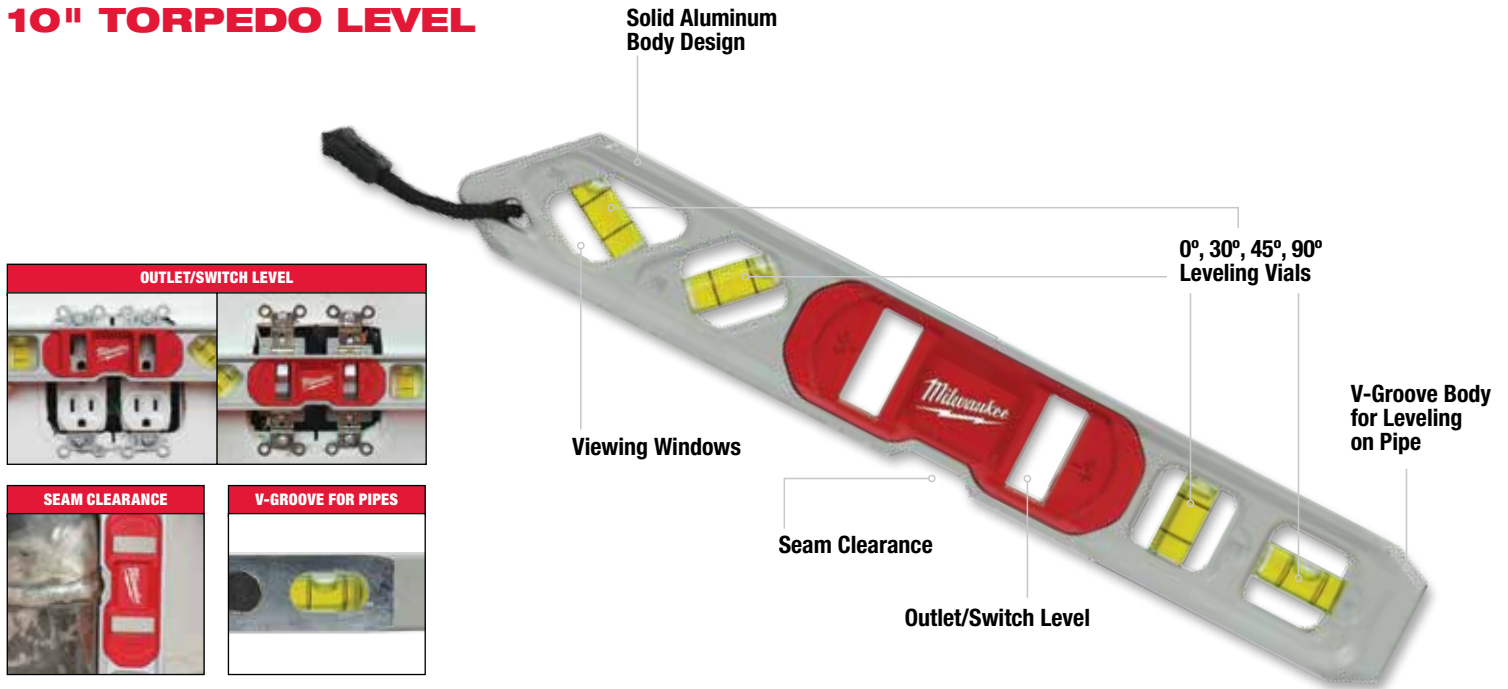 10" TORPEDO LEVEL
Solid Aluminum
Body Design
0º, 30º, 45º, 90º
Leveling Vials
OUTLET/SWITCH LEVEL
Milwaukee
V-Groove Body
for Leveling
on Pipe
Viewing Windows
SEAM CLEARANCE
V-GROOVE FOR PIPES
Seam Clearance
Outlet/Switch Level